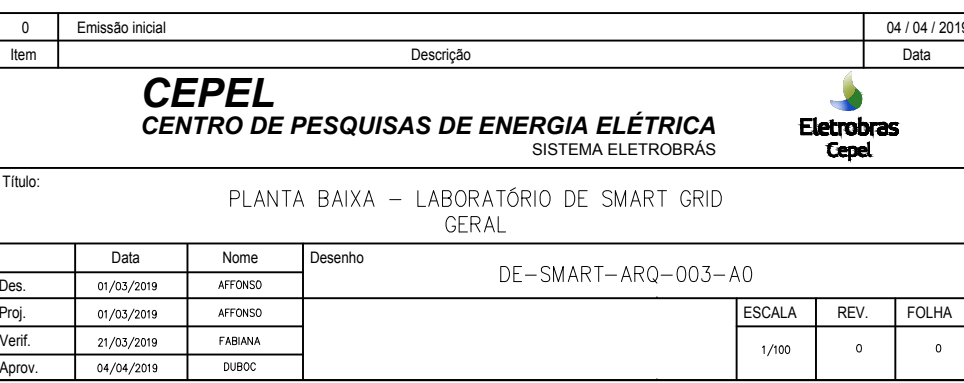 0 Emissão inicial 04 / 04 / 2019
Item Descrição Data
CEPEL
CENTRO DE PESQUISAS DE ENERGIA ELÉTRICA
SISTEMA ELETROBRÁS
Eletrobras
Cepel
Título:
PLANTA BAIXA – LABORATÓRIO DE SMART GRID
GERAL
Data Nome Desenho
DE–SMART–ARQ–003–A0
Des. 01/03/2019 AFFONSO
Proj. 01/03/2019 AFFONSO ESCALA REV. FOLHA
Verif. 21/03/2019 FABIANA 1/100 0 0
Aprov. 04/04/2019 DUBOC